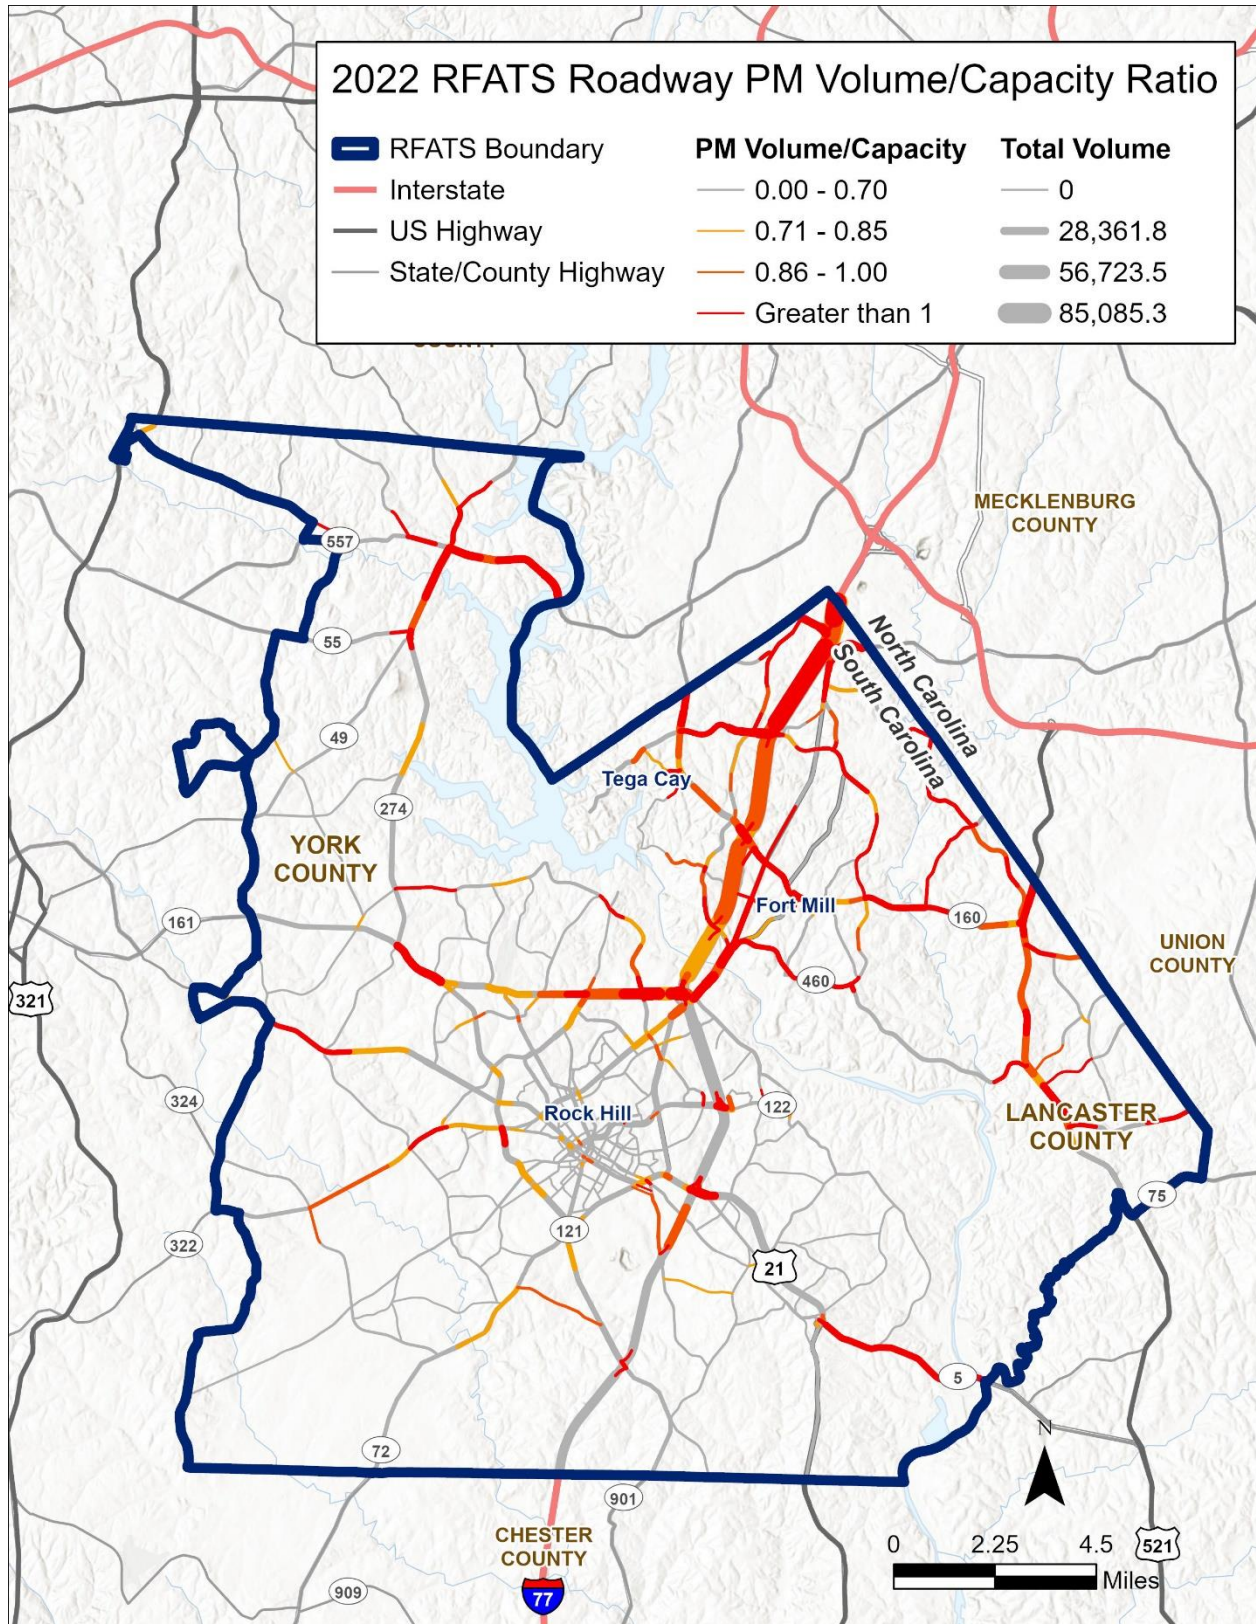 2022 RFATS Roadway PM Volume/Capacity Ratio
RFATS Boundary
Interstate
US Highway
State/County Highway
PM Volume/Capacity
0.00 - 0.70
0.71 - 0.85
0.86 - 1.00
Greater than 1
Total Volume
0
28,361.8
56,723.5
85,085.3
MECKLENBURG
COUNTY
557
North Carolina
South Carolina
55
49
Tega Cay
274
YORK
COUNTY
Fort Mill
161
160
UNION
COUNTY
460
321
324
Rock Hill
122
LANCASTER
COUNTY
75
322
121
21
5
72
N
901
CHESTER
COUNTY
0
2.25
4.5
Miles
521
909
77